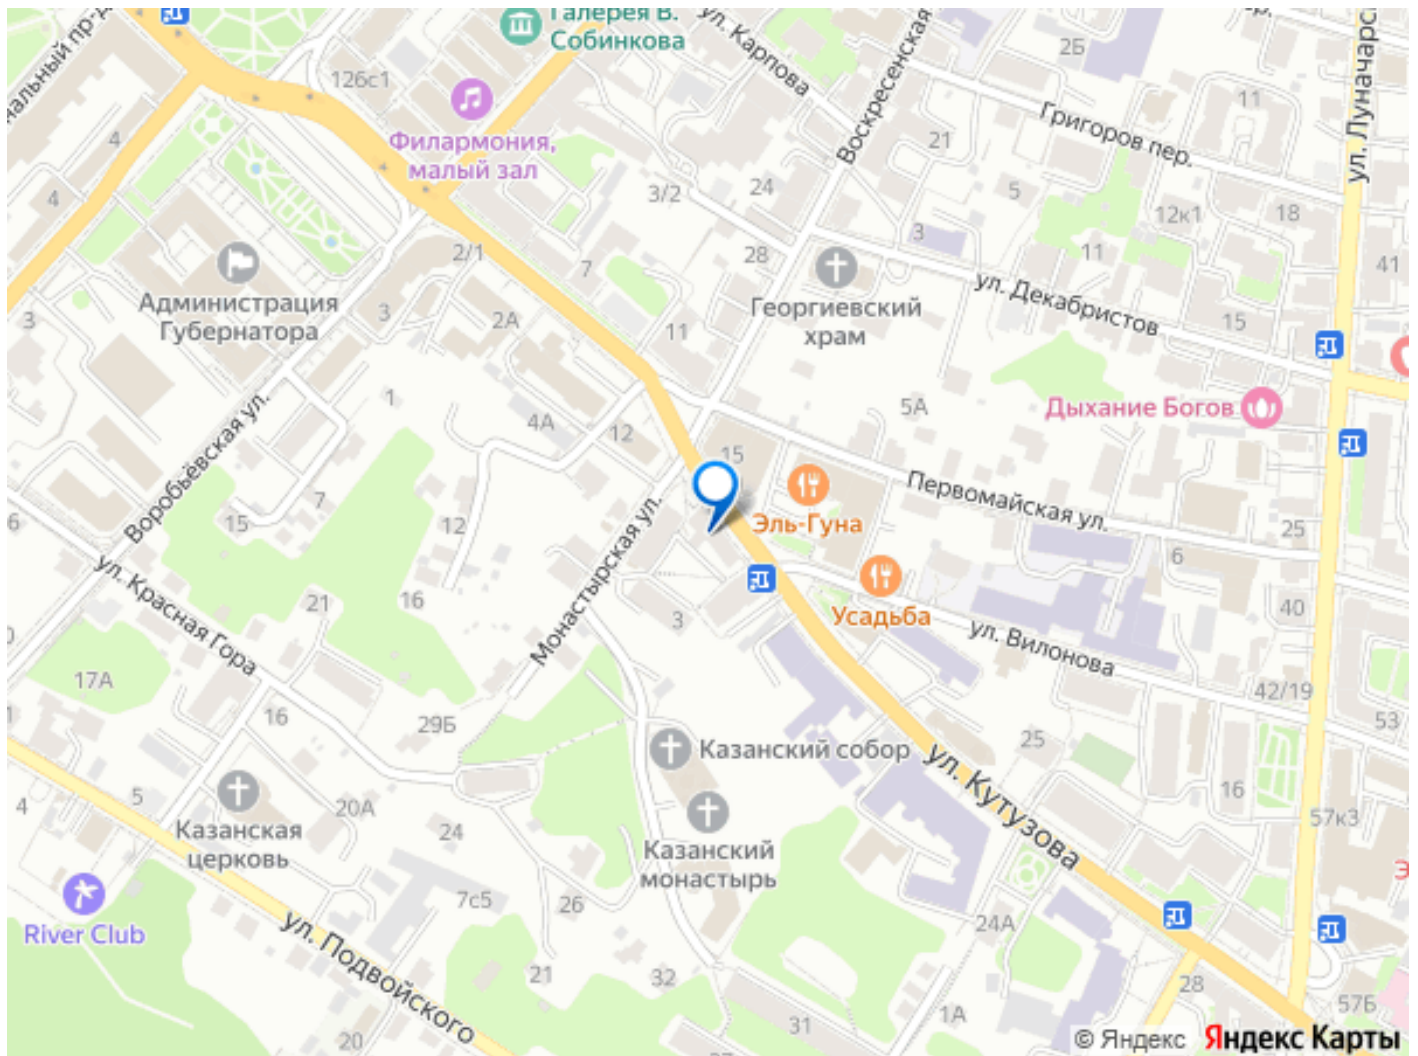 Галерея В.
Собинкова
ул. Карпова
Воскресенская
ул. Луначарс
126с1
2Б
11
Григоров пер.
21
4
Филармония,
малый зал
4
3/2
24
5
12к1
18
3
2/1
28
7
11
41
Администрация
Губернатора
3
3
2А
Георгиевский
храм
ул. Декабристов
15
11
1
4А
12
5А
Дыхание Богов
15
Воробьёвская ул.
7
15
12
Монастырская ул.
Эль-Гуна
Первомайская ул.
25
6
6
ул. Красная Гора
21
16
3
Усадьба
ул. Вилонова
40
17А
42/19
53
16
29Б
Казанский собор
25
ул. Кутузова
4
5
20А
24
16
57к3
Казанская
церковь
Казанский
монастырь
7с5
26
24А
River Club
ул. Подвойского
21
32
28
57Б
31
1А
20
© Яндекс Яндекс Карты